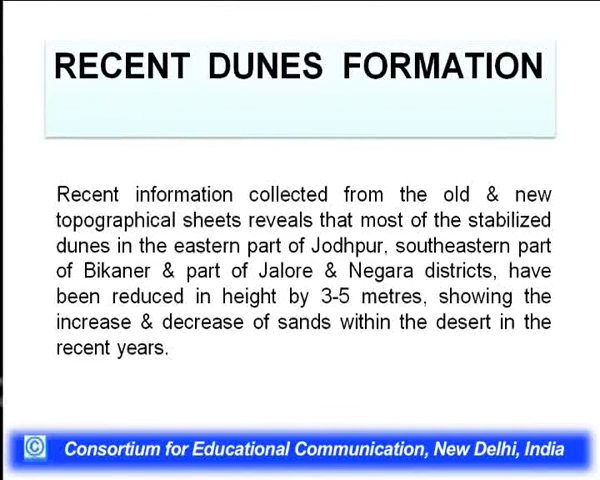 RECENT DUNES FORMATION
Recent information collected from the old & new
topographical sheets reveals that most of the stabilized
dunes in the eastern part of Jodhpur, southeastern part
of Bikaner & part of Jalore & Negara districts, have
been reduced in height by 3-5 metres, showing the
increase & decrease of sands within the desert in the
recent years.
© Consortium for Educational Communication, New Delhi, India